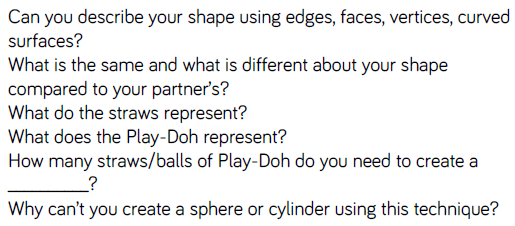 Can you describe your shape using edges, faces, vertices, curved
surfaces?
What is the same and what is different about your shape
compared to your partner's?
What do the straws represent?
What does the Play-Doh represent?
How many straws/balls of Play-Doh do you need to create a
__________?
Why can't you create a sphere or cylinder using this technique?